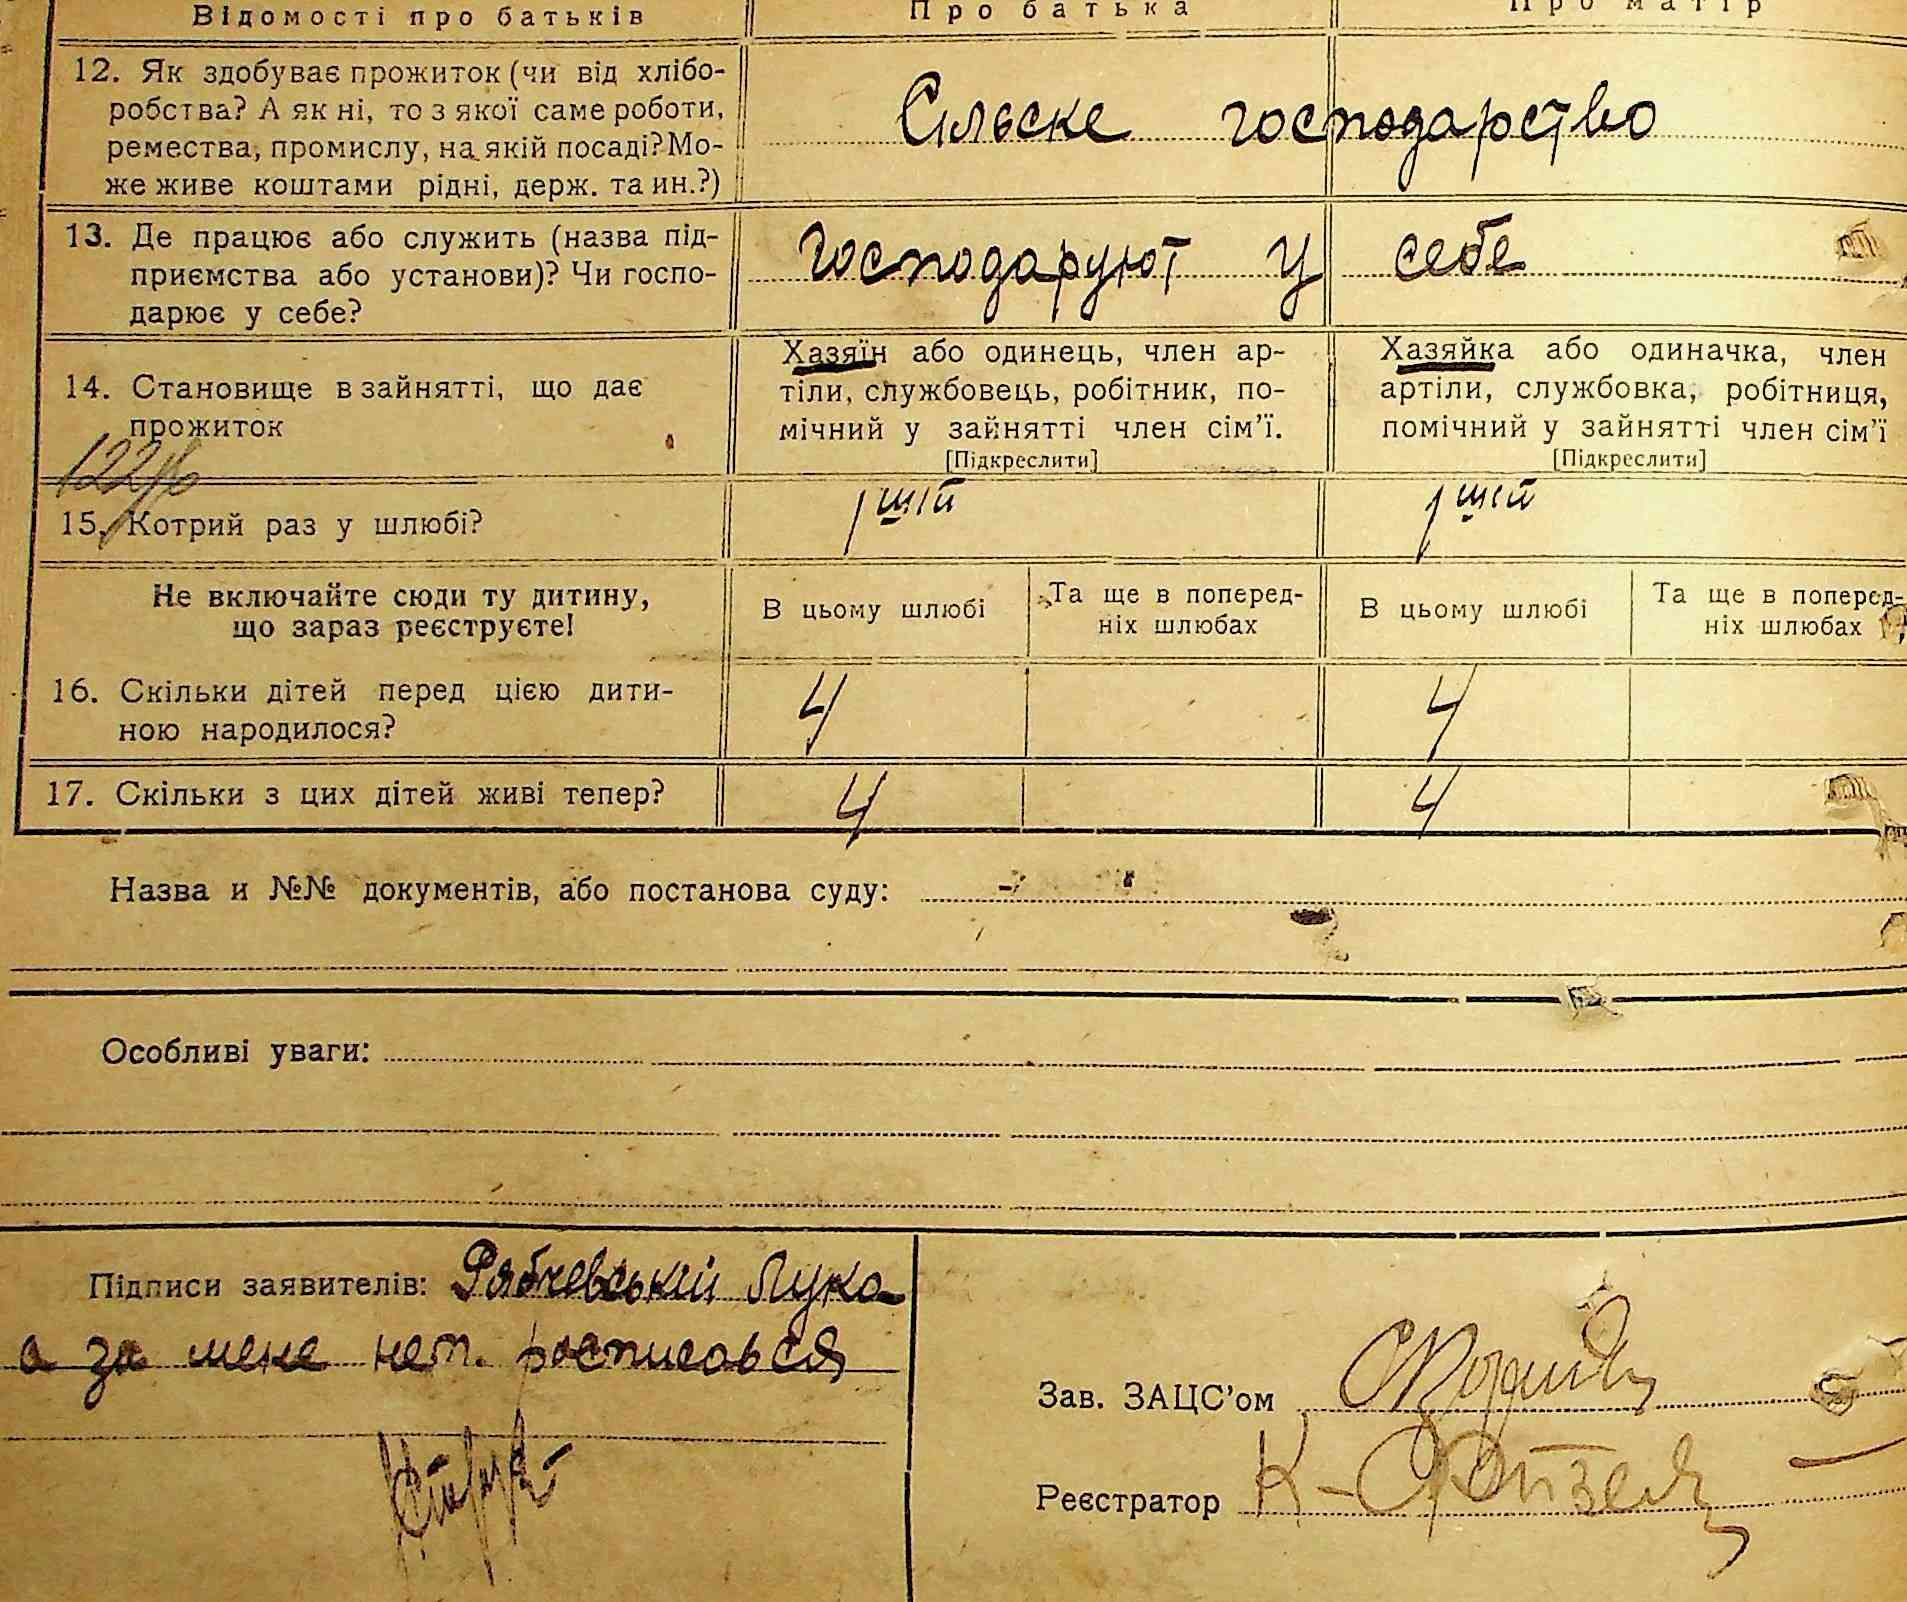 Відомості про батьків Про батька Про матір
12. Як здобуває прожиток (чи від хлібо-
робства? А як ні, то з якої саме роботи,
ремества, промислу, на якій посаді? Мо-
же живе коштами рідні, держ. та ин.?)
Сільске господарство
13. Де працює або служить (назва під-
приємства або установи)? Чи госпо-
дарює у себе?
господарують у себе
14. Становище в зайнятті, що дає
прожиток
Хазяїн або одинець, член ар-
тіли, службовець, робітник, по-
мічний у зайнятті член сім'ї.
[Підкреслити]
Хазяйка або одиначка, член
артіли, службовка, робітниця,
помічний у зайнятті член сім'ї
[Підкреслити]
15. Котрий раз у шлюбі?
1ший 1ший
Не включайте сюди ту дитину,
що зараз реєструєте!
В цьому шлюбі
Та ще в поперед-
ніх шлюбах
В цьому шлюбі
Та ще в поперед-
ніх шлюбах
16. Скільки дітей перед цією дити-
ною народилося?
4 4
17. Скільки з цих дітей живі тепер? 4 4
Назва и №№ документів, або постанова суду:
Особливі уваги:
Підписи заявителів: Рябчевський Лука
а за мене неп. росписався
Зав. ЗАЦС'ом
Реєстратор